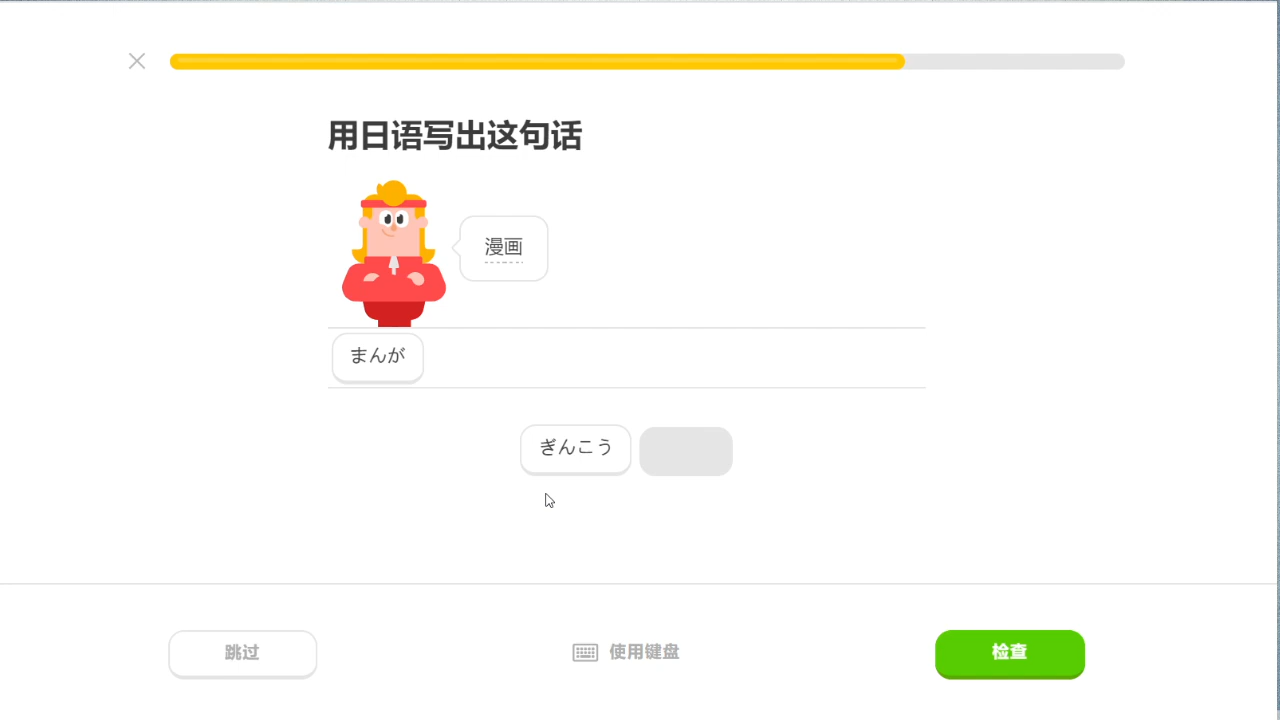 用日语写出这句话
漫画
まんが
ぎんこう
跳过
使用键盘
检查